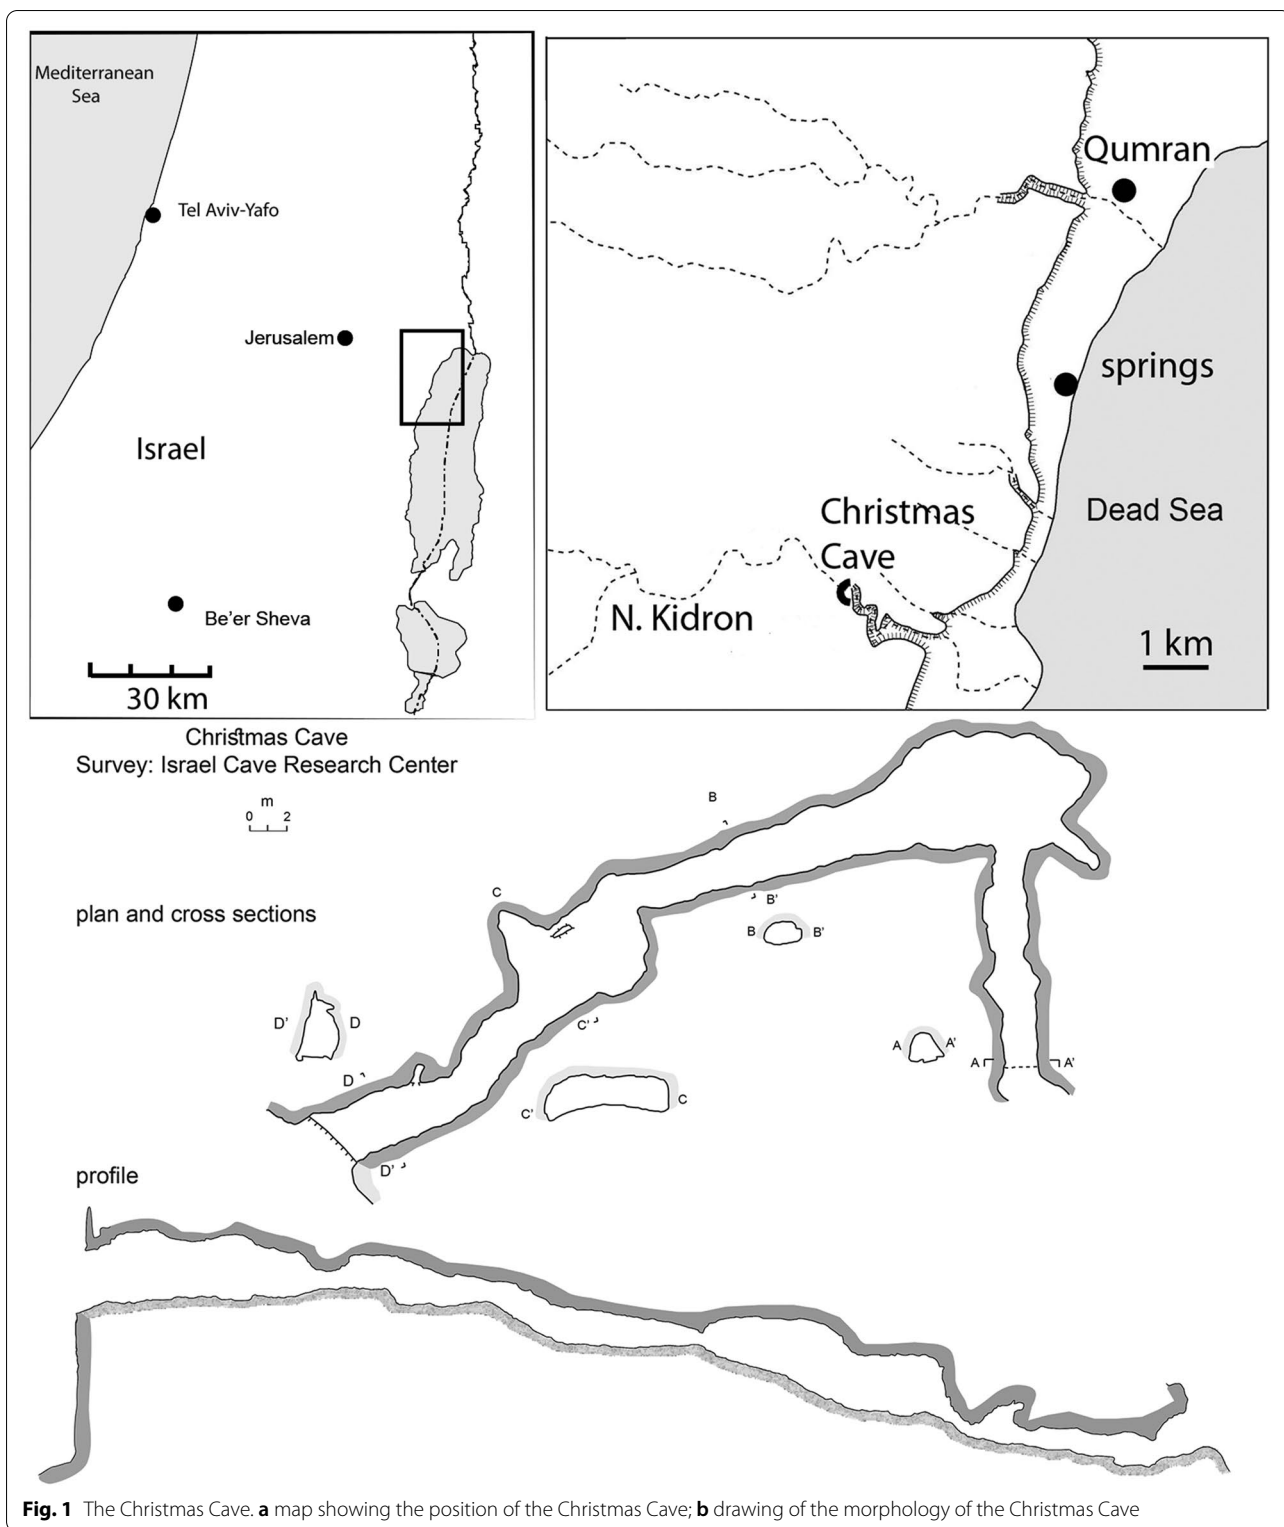 Mediterranean
Sea
Tel Aviv-Yafo
Jerusalem
Israel
Be'er Sheva
30 km
Qumran
springs
Christmas
Cave
Dead Sea
N. Kidron
1 km
Christmas Cave
Survey: Israel Cave Research Center
m
0 2
plan and cross sections
B
C
B'
B B'
D' D
C'
A A'
A A'
D
C' C
D'
profile
Fig. 1 The Christmas Cave. a map showing the position of the Christmas Cave; b drawing of the morphology of the Christmas Cave